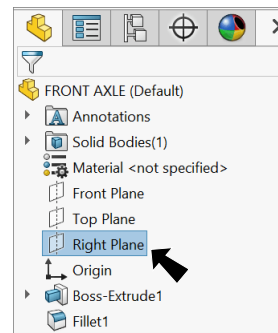 FRONT AXLE (Default)
Annotations
Solid Bodies(1)
Material <not specified>
Front Plane
Top Plane
Right Plane
Origin
Boss-Extrude1
Fillet1